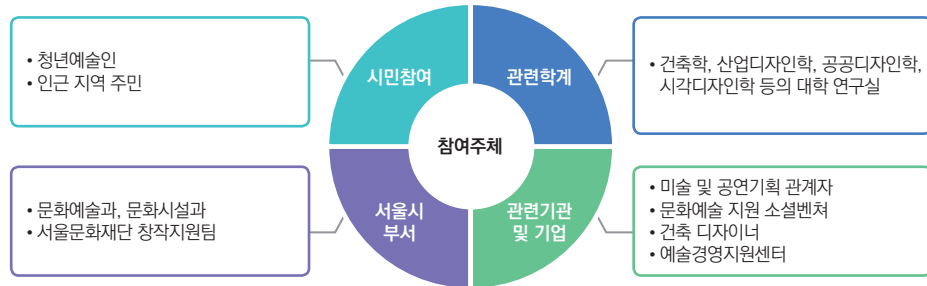 • 청년예술인
• 인근 지역 주민
시민참여
관련학계
• 건축학, 산업디자인학, 공공디자인학,
시각디자인학 등의 대학 연구실
참여주체
• 문화예술과, 문화시설과
• 서울문화재단 창작지원팀
서울시
부서
관련기관
및 기업
• 미술 및 공연기획 관계자
• 문화예술 지원 소셜벤쳐
• 건축 디자이너
• 예술경영지원센터